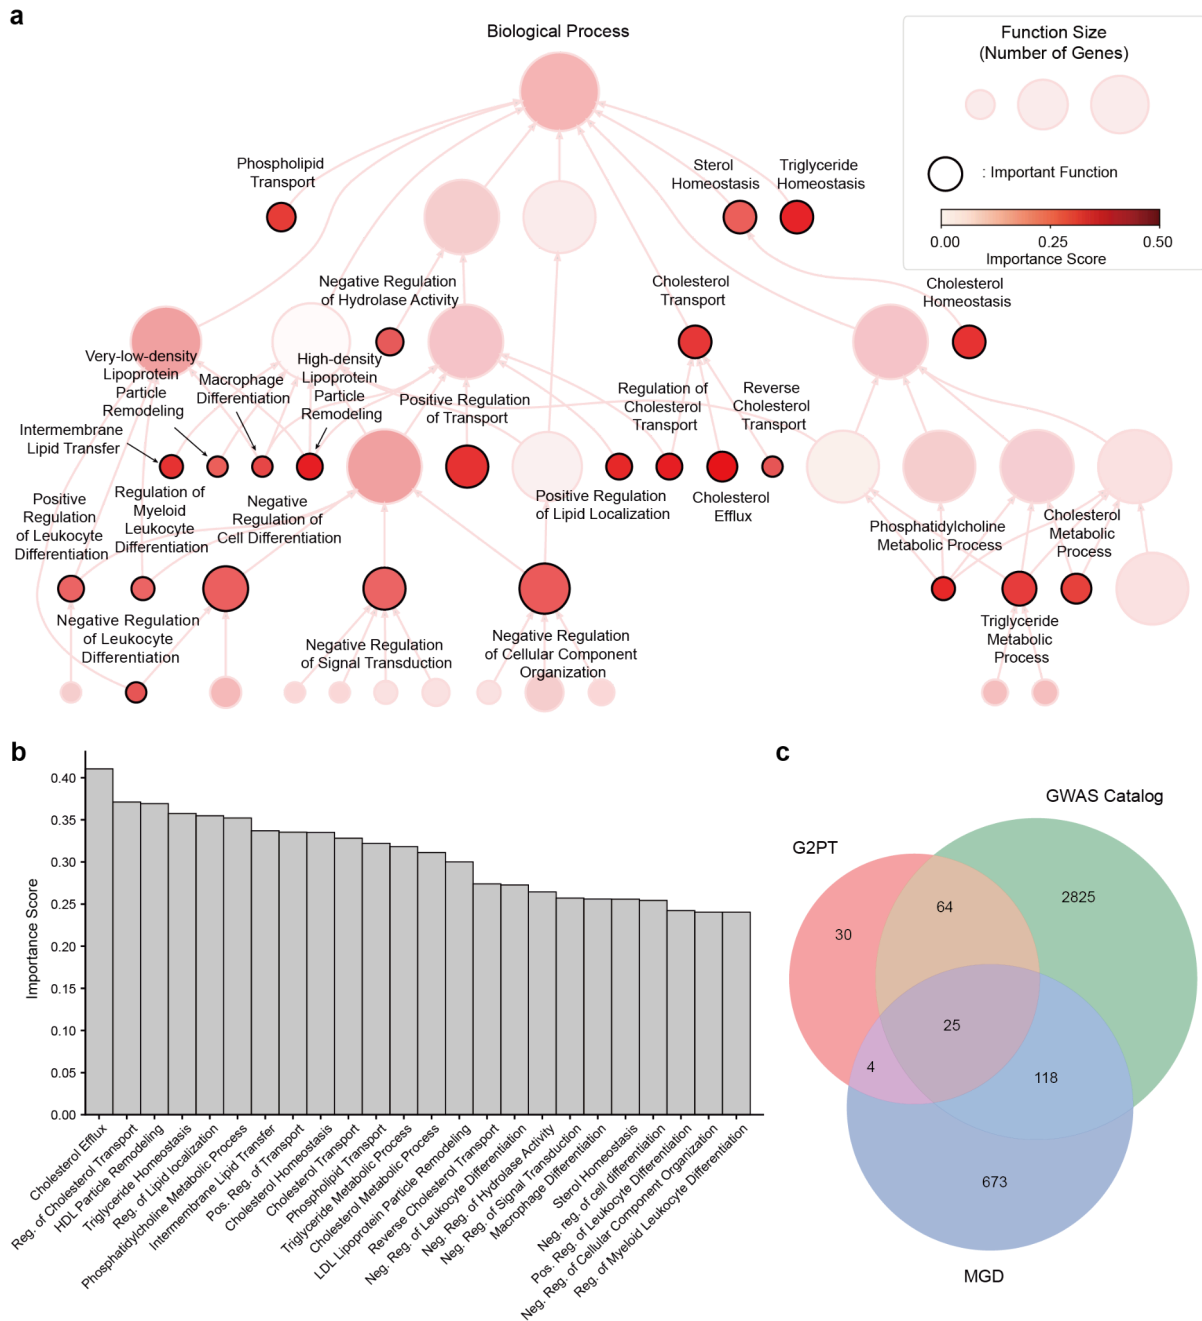 a
Biological Process
Function Size
(Number of Genes)
: Important Function
0.00
0.25
0.50
Importance Score
Phospholipid
Transport
Sterol
Homeostasis
Triglyceride
Homeostasis
Negative Regulation
of Hydrolase Activity
Cholesterol
Transport
Cholesterol
Homeostasis
Very-low-density
Lipoprotein
Particle
Remodeling
Macrophage
Differentiation
High-density
Lipoprotein
Particle
Remodeling
Intermembrane
Lipid Transfer
Positive Regulation
of Transport
Regulation of
Cholesterol
Transport
Reverse
Cholesterol
Transport
Positive
Regulation
of Leukocyte
Differentiation
Regulation of
Myeloid
Leukocyte
Differentiation
Negative
Regulation of
Cell Differentiation
Positive Regulation
of Lipid Localization
Cholesterol
Efflux
Phosphatidylcholine
Metabolic Process
Cholesterol
Metabolic
Process
Negative Regulation
of Leukocyte
Differentiation
Negative Regulation
of Signal Transduction
Negative Regulation
of Cellular Component
Organization
Triglyceride
Metabolic
Process
b
Importance Score
0.40
0.35
0.30
0.25
0.20
0.15
0.10
0.05
0.00
Cholesterol Efflux
Reg. of Cholesterol Transport
HDL Particle Remodeling
Triglyceride Homeostasis
Reg. of Lipid localization
Phosphatidylcholine Metabolic Process
Intermembrane Lipid Transfer
Pos. Reg. of Transport
Cholesterol Homeostasis
Cholesterol Transport
Phospholipid Transport
Triglyceride Metabolic Process
Cholesterol Metabolic Process
LDL Lipoprotein Particle Remodeling
Reverse Cholesterol Transport
Neg. Reg. of Leukocyte Differentiation
Neg. Reg. of Hydrolase Activity
Neg. Reg. of Signal Transduction
Macrophage Differentiation
Sterol Homeostasis
Neg. reg. of cell differentiation
Pos. Reg. of Leukocyte Differentiation
Neg. Reg. of Cellular Component Organization
Reg. of Myeloid Leukocyte Differentiation
c
GWAS Catalog
G2PT
64
2825
30
25
4
118
673
MGD